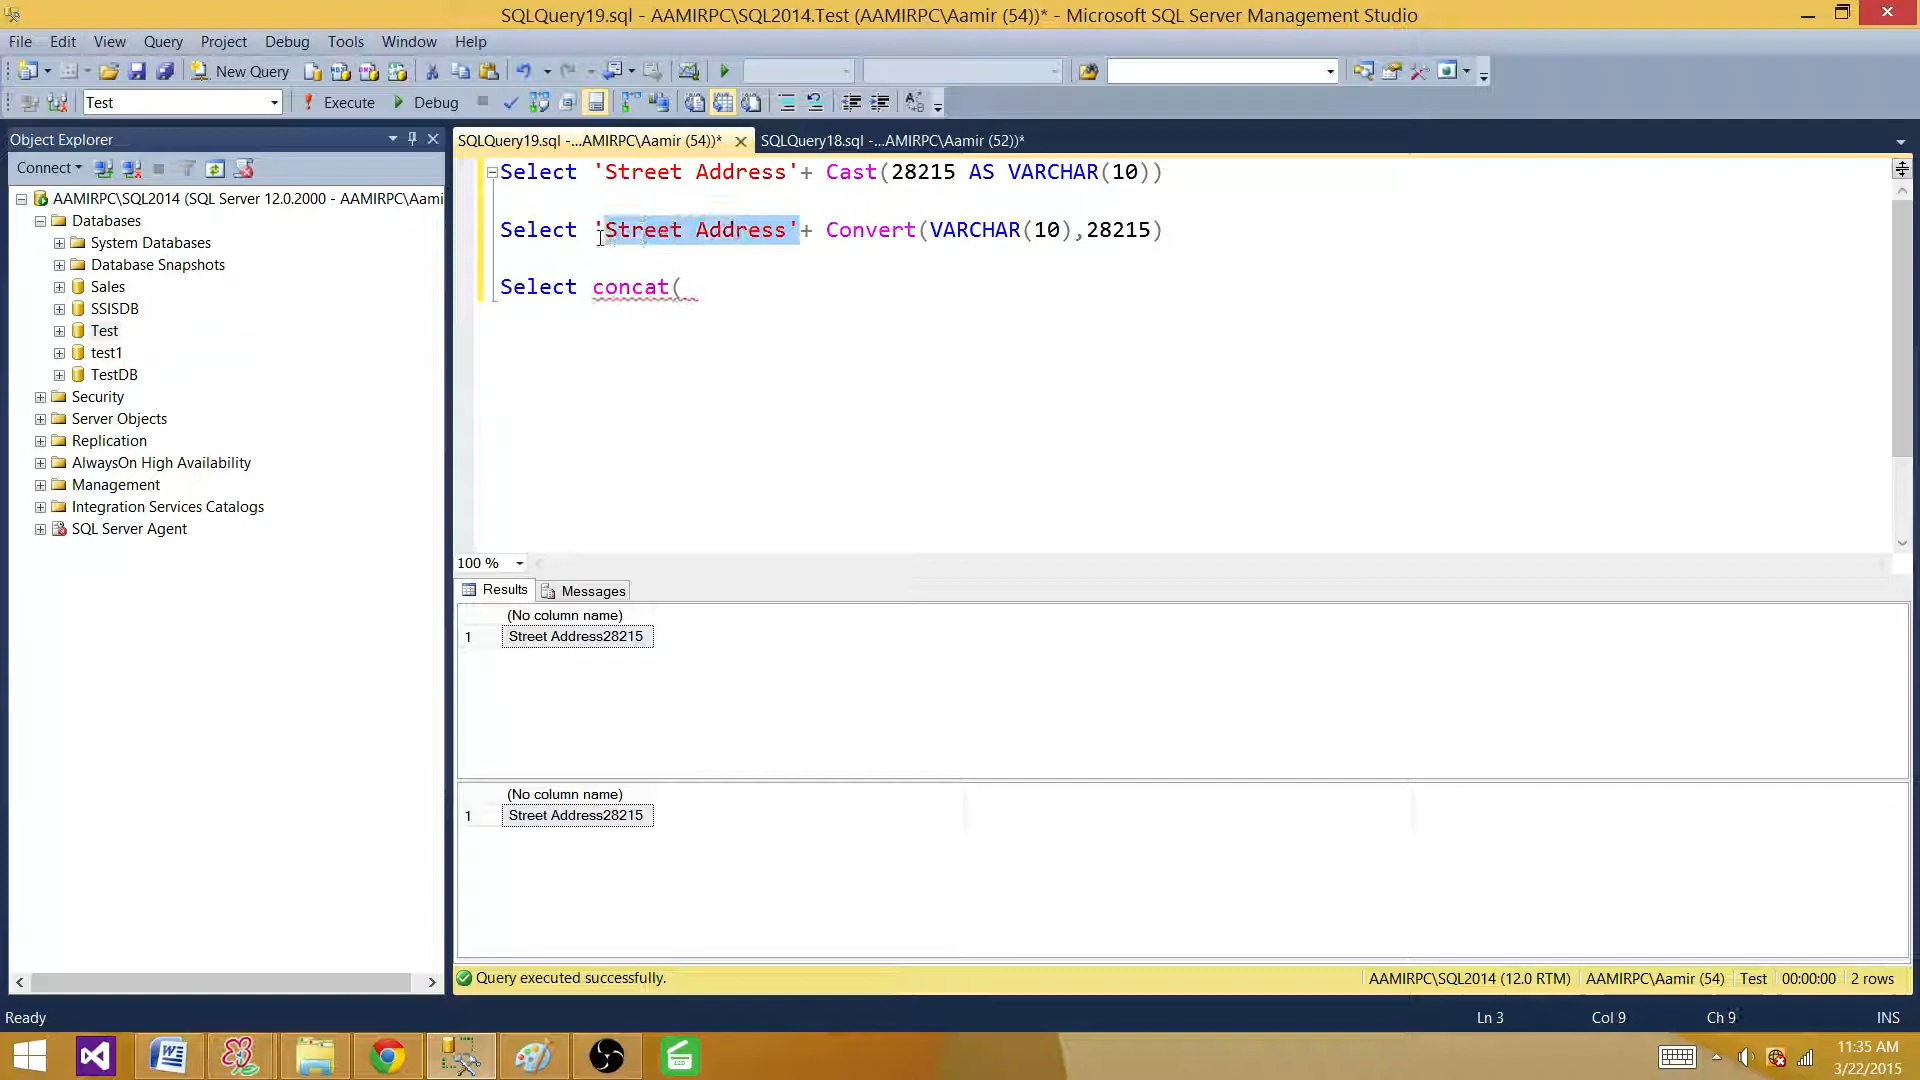 SQLQuery19.sql - AAMIRPC\SQL2014.Test (AAMIRPC\Aamir (54))* - Microsoft SQL Server Management Studio
File Edit View Query Project Debug Tools Window Help
New Query
Test Execute Debug
Object Explorer
Connect
AAMIRPC\SQL2014 (SQL Server 12.0.2000 - AAMIRPC\Aami
Databases
System Databases
Database Snapshots
Sales
SSISDB
Test
test1
TestDB
Security
Server Objects
Replication
AlwaysOn High Availability
Management
Integration Services Catalogs
SQL Server Agent
SQLQuery19.sql -...AMIRPC\Aamir (54))* SQLQuery18.sql -...AMIRPC\Aamir (52))*
Select 'Street Address'+ Cast(28215 AS VARCHAR(10))
Select 'Street Address'+ Convert(VARCHAR(10),28215)
Select concat(
100 %
Results Messages
(No column name)
1 Street Address28215
(No column name)
1 Street Address28215
Query executed successfully. AAMIRPC\SQL2014 (12.0 RTM) AAMIRPC\Aamir (54) Test 00:00:00 2 rows
Ready Ln 3 Col 9 Ch 9 INS
11:35 AM
3/22/2015